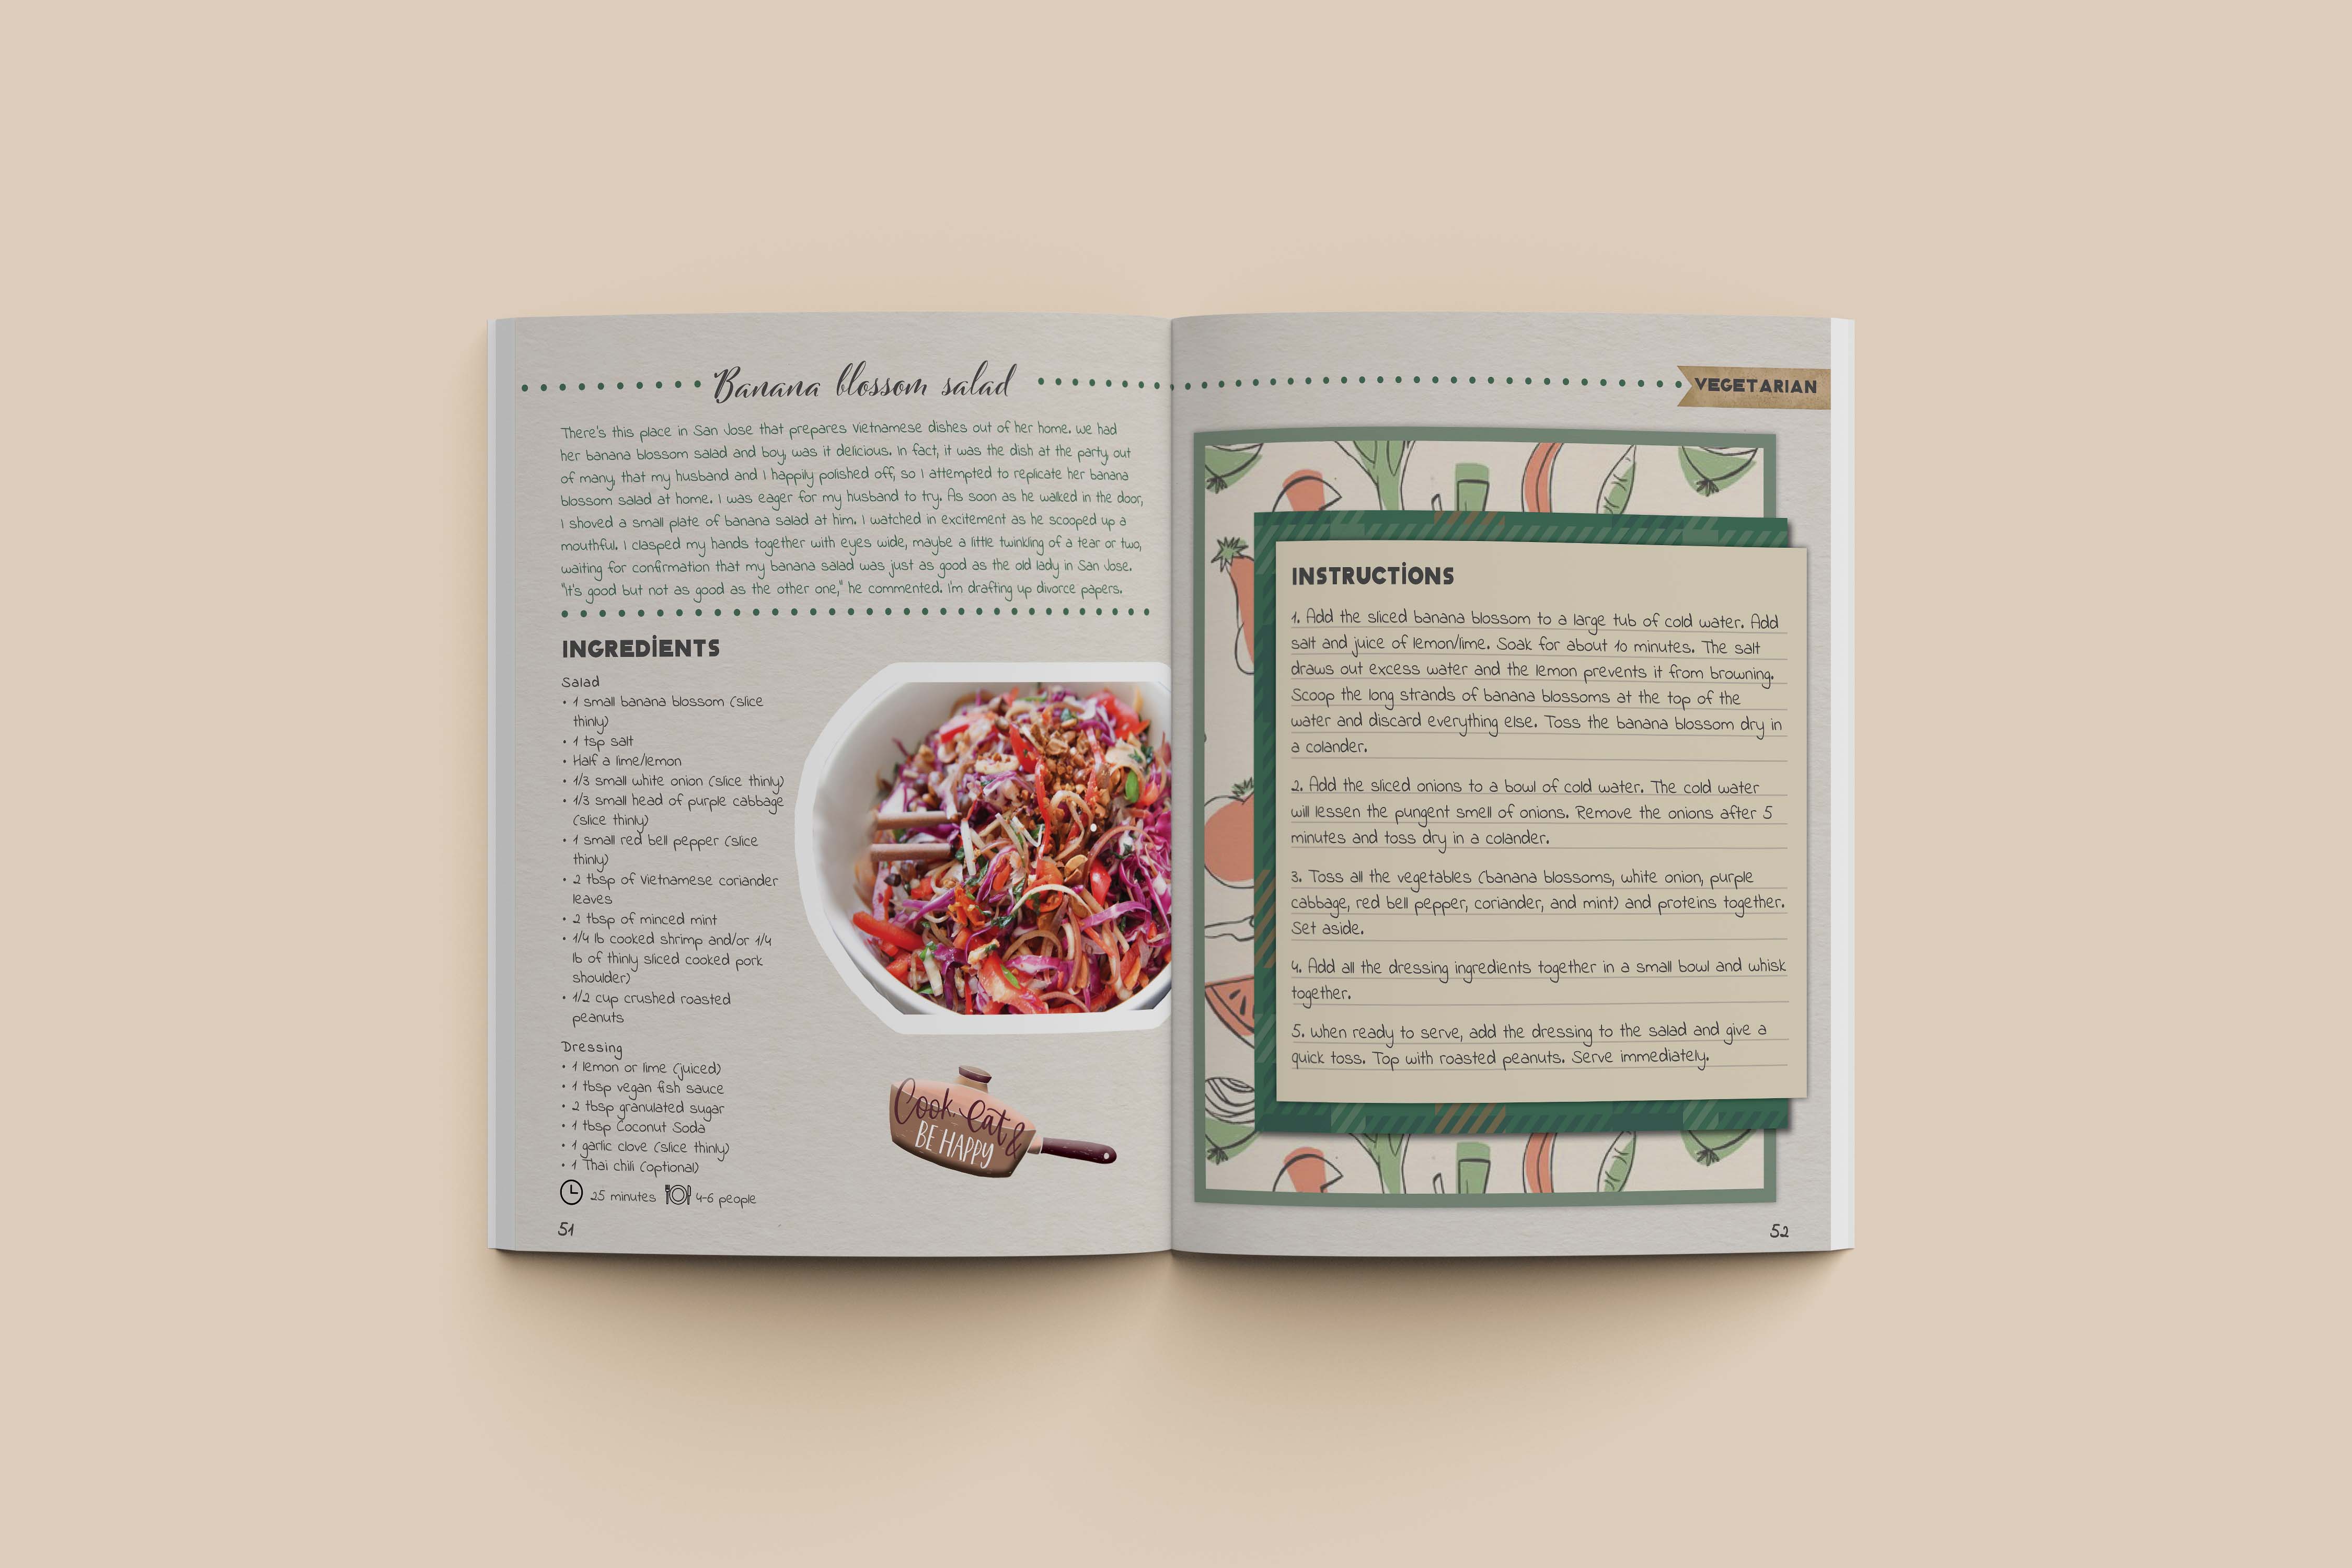 Banana blossom salad
There's this place in San Jose that prepares Vietnamese dishes out of her home. We had
her banana blossom salad and boy, was it delicious. In fact, it was the dish at the party, out
of many, that my husband and I happily polished off, so I attempted to replicate her banana
blossom salad at home. I was eager for my husband to try. As soon as he walked in the door,
I shoved a small plate of banana salad at him. I watched in excitement as he scooped up a
mouthful. I clasped my hands together with eyes wide, maybe a little twinkling of a tear or two,
waiting for confirmation that my banana salad was just as good as the old lady in San Jose.
"It's good but not as good as the other one," he commented. I'm drafting up divorce papers.
INGREDIENTS
Salad
• 1 small banana blossom (slice
thinly)
• 1 tsp salt
• Half a lime/lemon
• 1/3 small white onion (slice thinly)
• 1/3 small head of purple cabbage
(slice thinly)
• 1 small red bell pepper (slice
thinly)
• 2 tbsp of Vietnamese coriander
leaves
• 2 tbsp of minced mint
• 1/4 lb cooked shrimp and/or 1/4
lb of thinly sliced cooked pork
shoulder)
• 1/2 cup crushed roasted
peanuts
Dressing
• 1 lemon or lime (juiced)
• 1 tbsp vegan fish sauce
• 2 tbsp granulated sugar
• 1 tbsp Coconut Soda
• 1 garlic clove (slice thinly)
• 1 Thai chili (optional)
25 minutes 4-6 people
51
Cook, Eat &
BE HAPPY
VEGETARIAN
INSTRUCTIONS
1. Add the sliced banana blossom to a large tub of cold water. Add
salt and juice of lemon/lime. Soak for about 10 minutes. The salt
draws out excess water and the lemon prevents it from browning.
Scoop the long strands of banana blossoms at the top of the
water and discard everything else. Toss the banana blossom dry in
a colander.
2. Add the sliced onions to a bowl of cold water. The cold water
will lessen the pungent smell of onions. Remove the onions after 5
minutes and toss dry in a colander.
3. Toss all the vegetables (banana blossoms, white onion, purple
cabbage, red bell pepper, coriander, and mint) and proteins together.
Set aside.
4. Add all the dressing ingredients together in a small bowl and whisk
together.
5. When ready to serve, add the dressing to the salad and give a
quick toss. Top with roasted peanuts. Serve immediately.
52